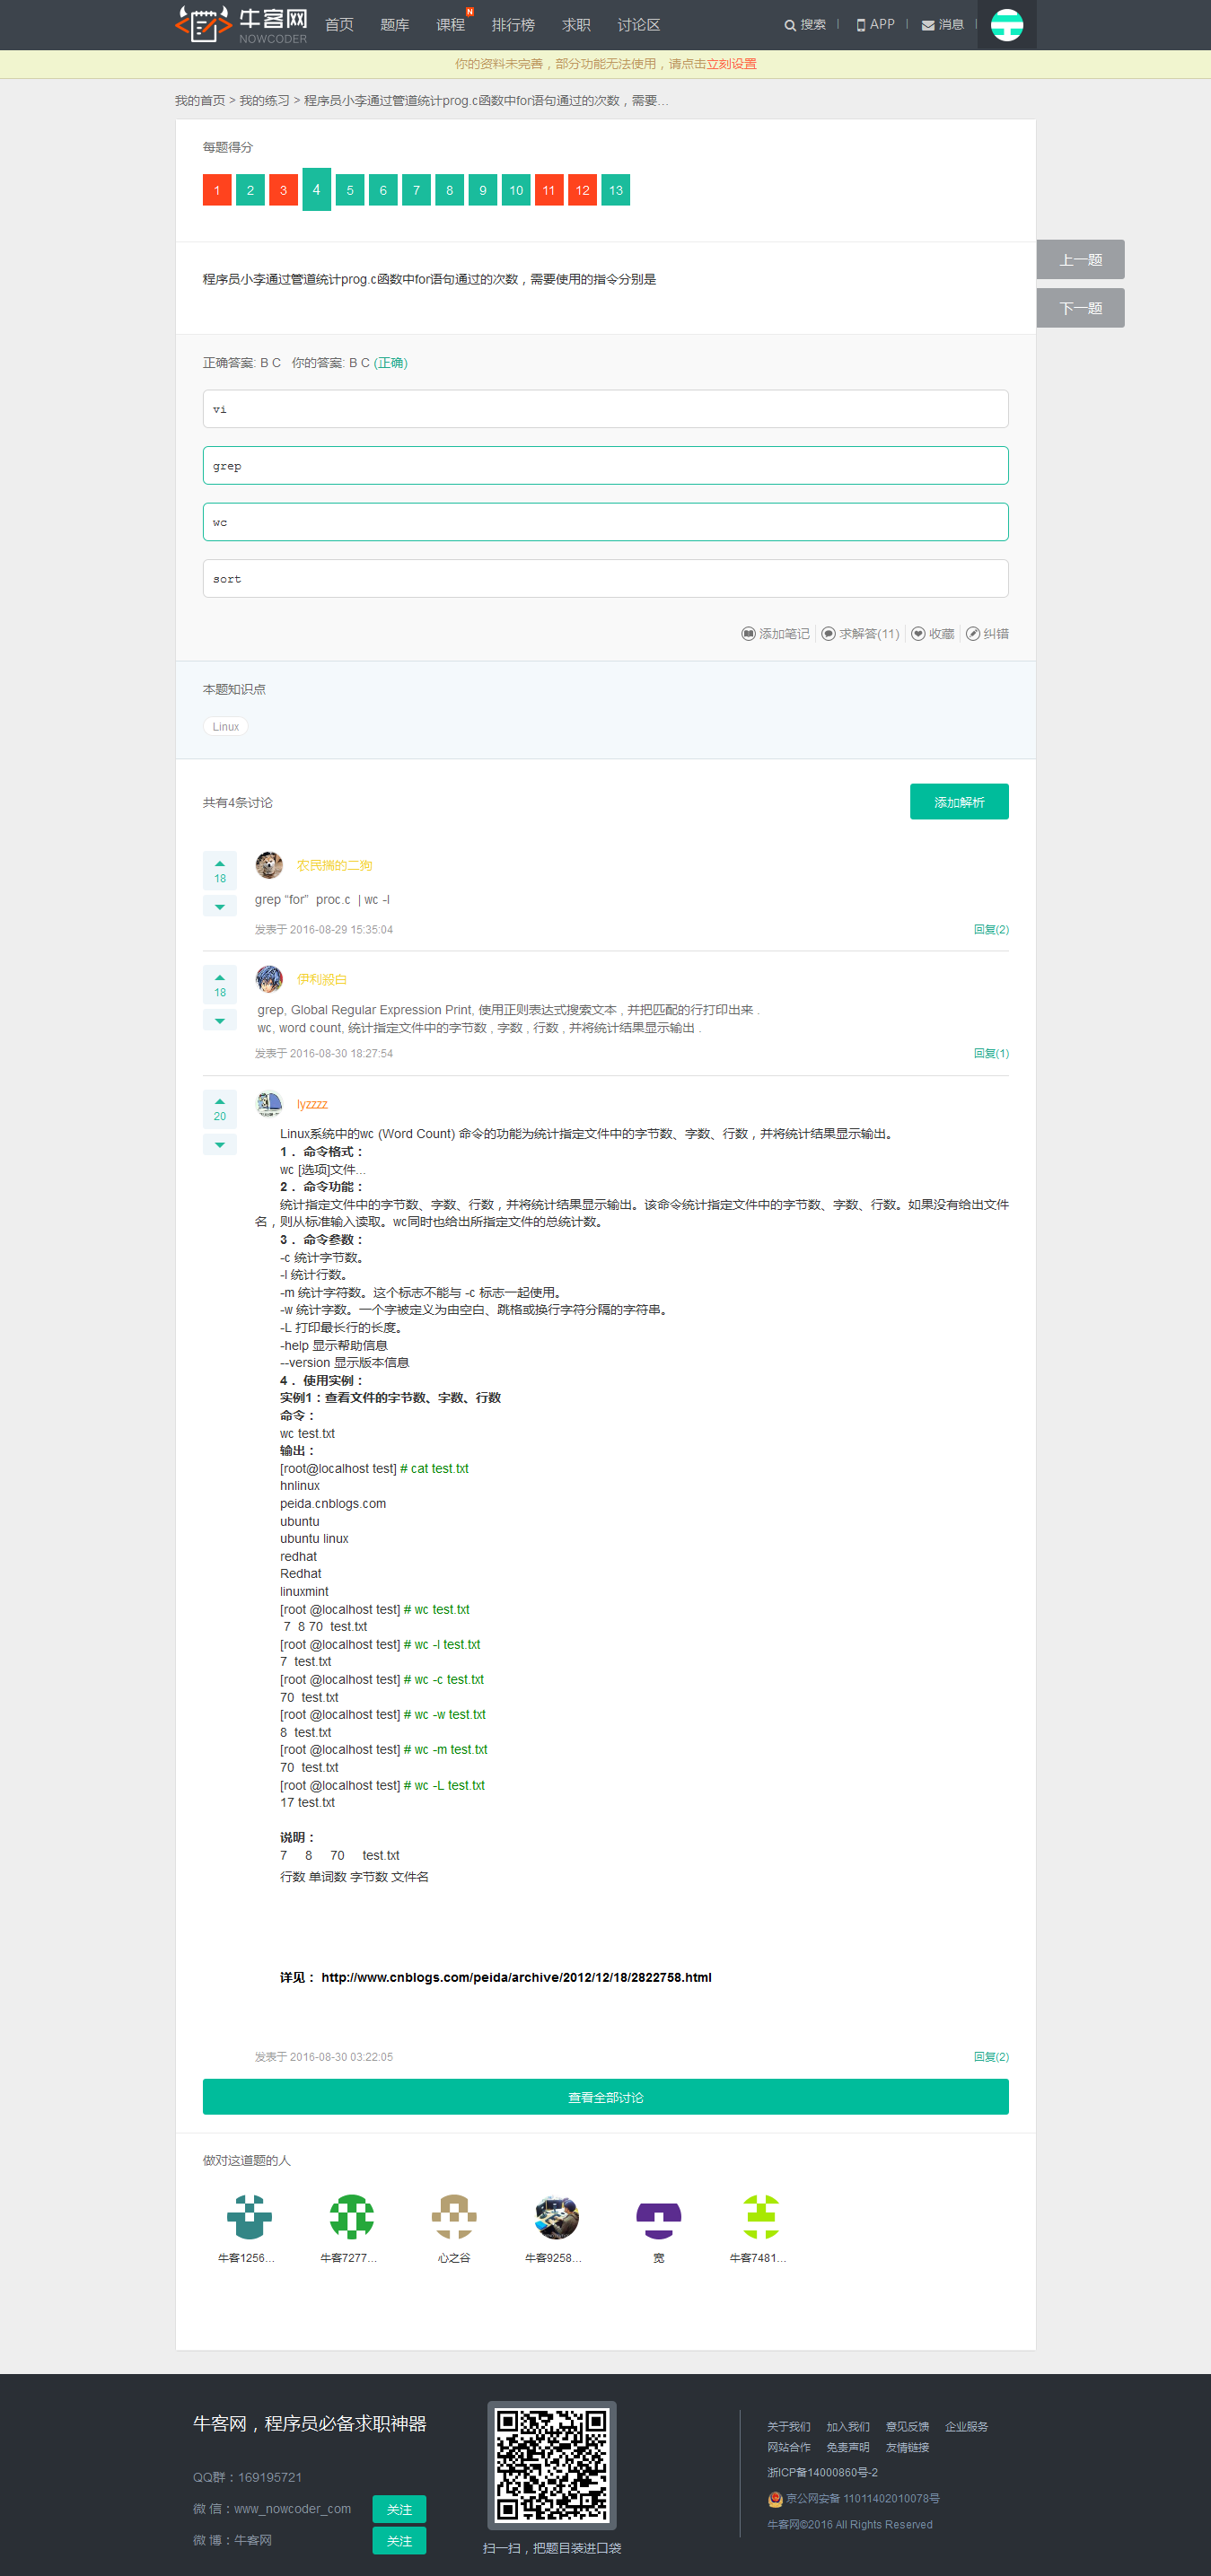 牛客网
NOWCODER
首页 题库 课程 N 排行榜 求职 讨论区 搜索 APP 消息
你的资料未完善，部分功能无法使用，请点击立刻设置
我的首页 > 我的练习 > 程序员小李通过管道统计prog.c函数中for语句通过的次数，需要...
每题得分
1 2 3 4 5 6 7 8 9 10 11 12 13
上一题
程序员小李通过管道统计prog.c函数中for语句通过的次数，需要使用的指令分别是
下一题
正确答案: B C 你的答案: B C (正确)
vi
grep
wc
sort
添加笔记 求解答(11) 收藏 纠错
本题知识点
Linux
共有4条讨论 添加解析
18
农民揣的二狗
grep “for” proc.c | wc -l
发表于 2016-08-29 15:35:04 回复(2)
18
伊利殺白
grep, Global Regular Expression Print, 使用正则表达式搜索文本 , 并把匹配的行打印出来 .
wc, word count, 统计指定文件中的字节数 , 字数 , 行数 , 并将统计结果显示输出 .
发表于 2016-08-30 18:27:54 回复(1)
20
lyzzzz
Linux系统中的wc (Word Count) 命令的功能为统计指定文件中的字节数、字数、行数，并将统计结果显示输出。
1． 命令格式：
wc [选项]文件...
2． 命令功能：
统计指定文件中的字节数、字数、行数，并将统计结果显示输出。该命令统计指定文件中的字节数、字数、行数。如果没有给出文件
名，则从标准输入读取。wc同时也给出所指定文件的总统计数。
3． 命令参数：
-c 统计字节数。
-l 统计行数。
-m 统计字符数。这个标志不能与 -c 标志一起使用。
-w 统计字数。一个字被定义为由空白、跳格或换行字符分隔的字符串。
-L 打印最长行的长度。
-help 显示帮助信息
--version 显示版本信息
4． 使用实例：
实例1：查看文件的字节数、字数、行数
命令：
wc test.txt
输出：
[root@localhost test] # cat test.txt
hnlinux
peida.cnblogs.com
ubuntu
ubuntu linux
redhat
Redhat
linuxmint
[root @localhost test] # wc test.txt
7 8 70 test.txt
[root @localhost test] # wc -l test.txt
7 test.txt
[root @localhost test] # wc -c test.txt
70 test.txt
[root @localhost test] # wc -w test.txt
8 test.txt
[root @localhost test] # wc -m test.txt
70 test.txt
[root @localhost test] # wc -L test.txt
17 test.txt
说明：
7 8 70 test.txt
行数 单词数 字节数 文件名
详见： http://www.cnblogs.com/peida/archive/2012/12/18/2822758.html
发表于 2016-08-30 03:22:05 回复(2)
查看全部讨论
做对这道题的人
牛客1256... 牛客7277... 心之谷 牛客9258... 宽 牛客7481...
牛客网，程序员必备求职神器
QQ群：169195721
微 信：www_nowcoder_com 关注
微 博：牛客网 关注
扫一扫，把题目装进口袋
关于我们 加入我们 意见反馈 企业服务
网站合作 免责声明 友情链接
浙ICP备14000860号-2
京公网安备 11011402010078号
牛客网©2016 All Rights Reserved